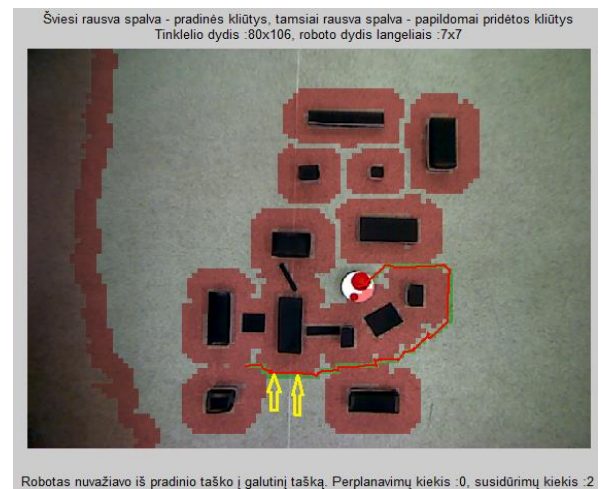 Šviesi rausva spalva - pradinės kliūtys, tamsiai rausva spalva - papildomai pridėtos kliūtys
Tinklelio dydis :80x106, roboto dydis langeliais :7x7
Robotas nuvažiavo iš pradinio taško į galutinį tašką. Perplanavimų kiekis :0, susidūrimų kiekis :2